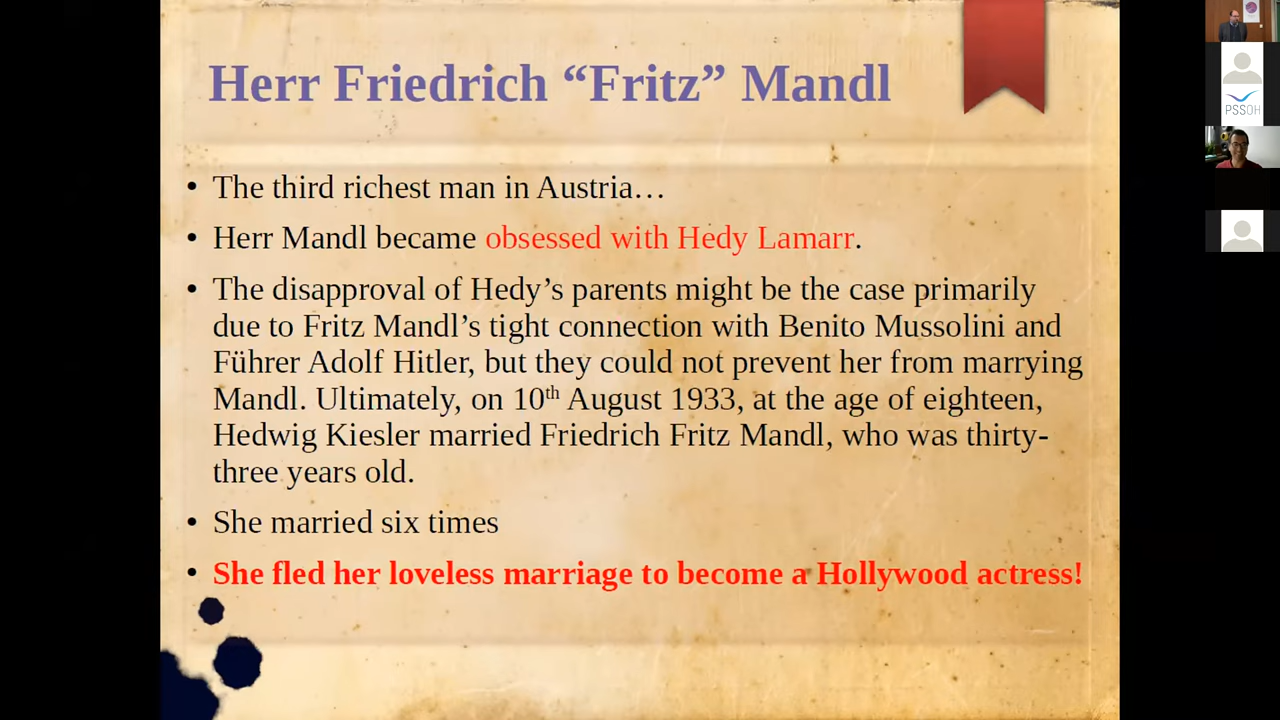 Herr Friedrich “Fritz” Mandl
• The third richest man in Austria…
• Herr Mandl became obsessed with Hedy Lamarr.
• The disapproval of Hedy’s parents might be the case primarily
due to Fritz Mandl’s tight connection with Benito Mussolini and
Führer Adolf Hitler, but they could not prevent her from marrying
Mandl. Ultimately, on 10th August 1933, at the age of eighteen,
Hedwig Kiesler married Friedrich Fritz Mandl, who was thirty-
three years old.
• She married six times
• She fled her loveless marriage to become a Hollywood actress!
PSSOH